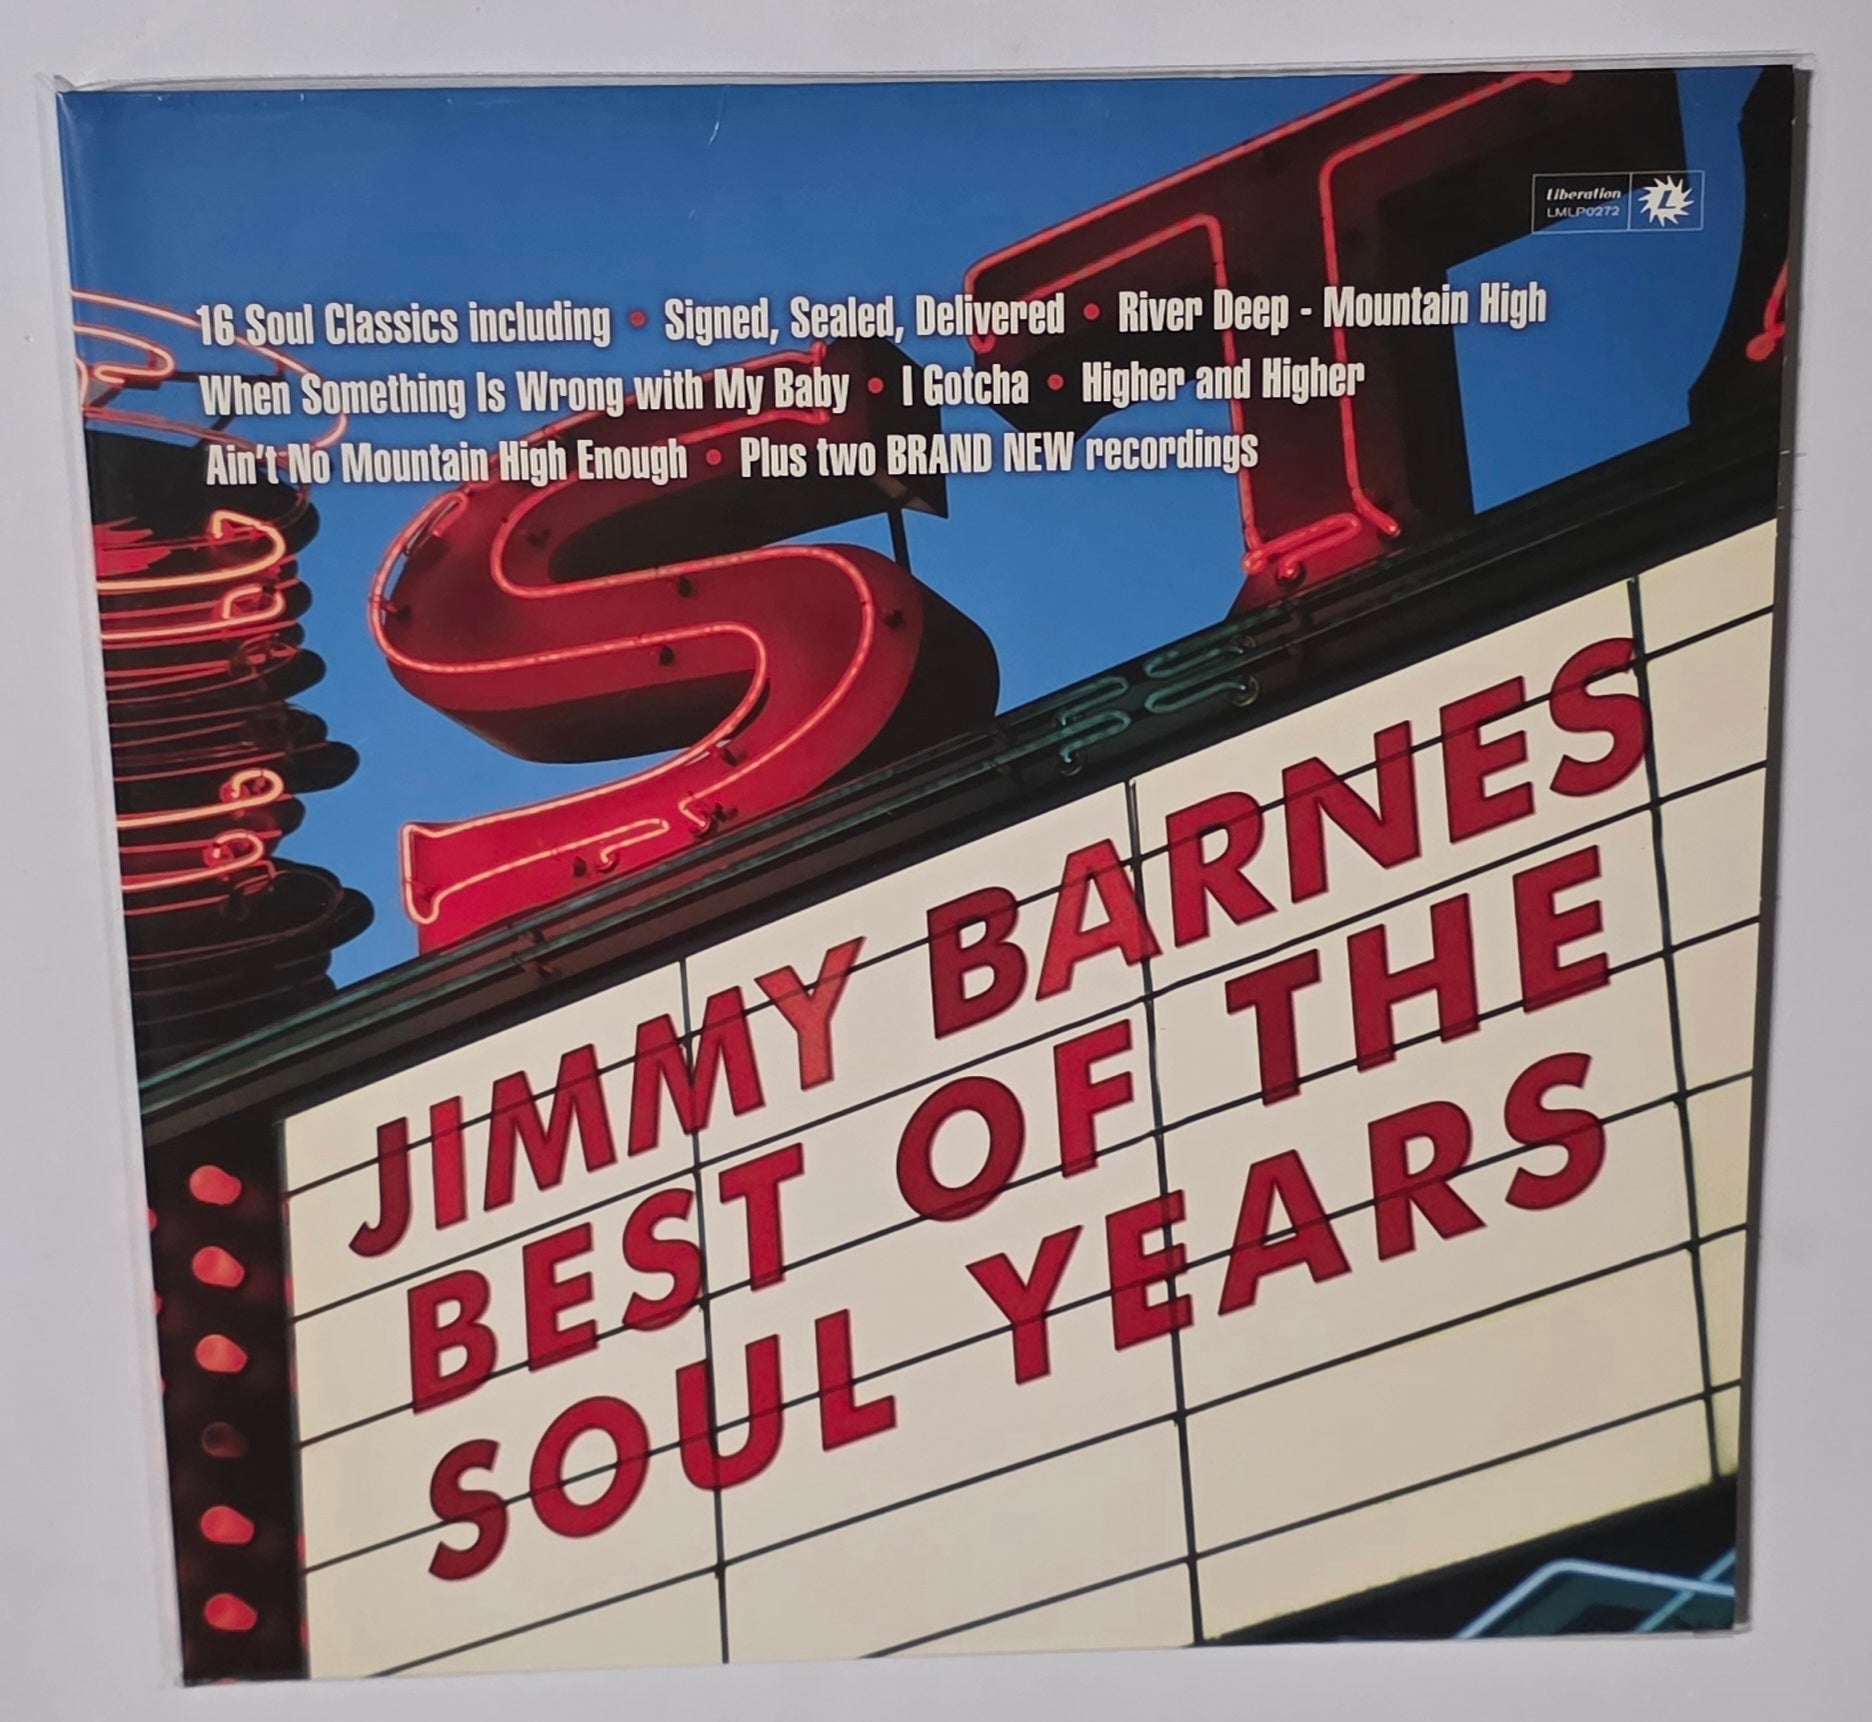 Liberation
LMLP0272
L
16 Soul Classics including • Signed, Sealed, Delivered • River Deep - Mountain High
When Something Is Wrong with My Baby • I Gotcha • Higher and Higher
Ain't No Mountain High Enough • Plus two BRAND NEW recordings
ST
JIMMY BARNES
BEST OF THE
SOUL YEARS